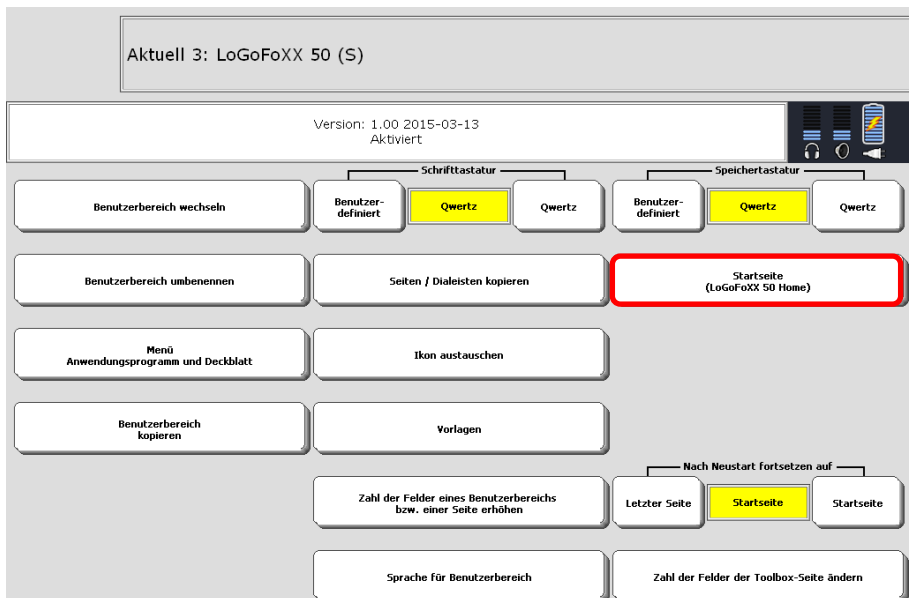 Aktuell 3: LoGoFoXX 50 (S)
Version: 1.00 2015-03-13
Aktiviert
Schrifttastatur
Speichertastatur
Benutzerbereich wechseln
Benutzer-
definiert
Qwertz
Qwertz
Benutzer-
definiert
Qwertz
Qwertz
Benutzerbereich umbenennen
Seiten / Dialeisten kopieren
Startseite
(LoGoFoXX 50 Home)
Menü
Anwendungsprogramm und Deckblatt
Ikon austauschen
Benutzerbereich
kopieren
Vorlagen
Nach Neustart fortsetzen auf
Zahl der Felder eines Benutzerbereichs
bzw. einer Seite erhöhen
Letzter Seite
Startseite
Startseite
Sprache für Benutzerbereich
Zahl der Felder der Toolbox-Seite ändern